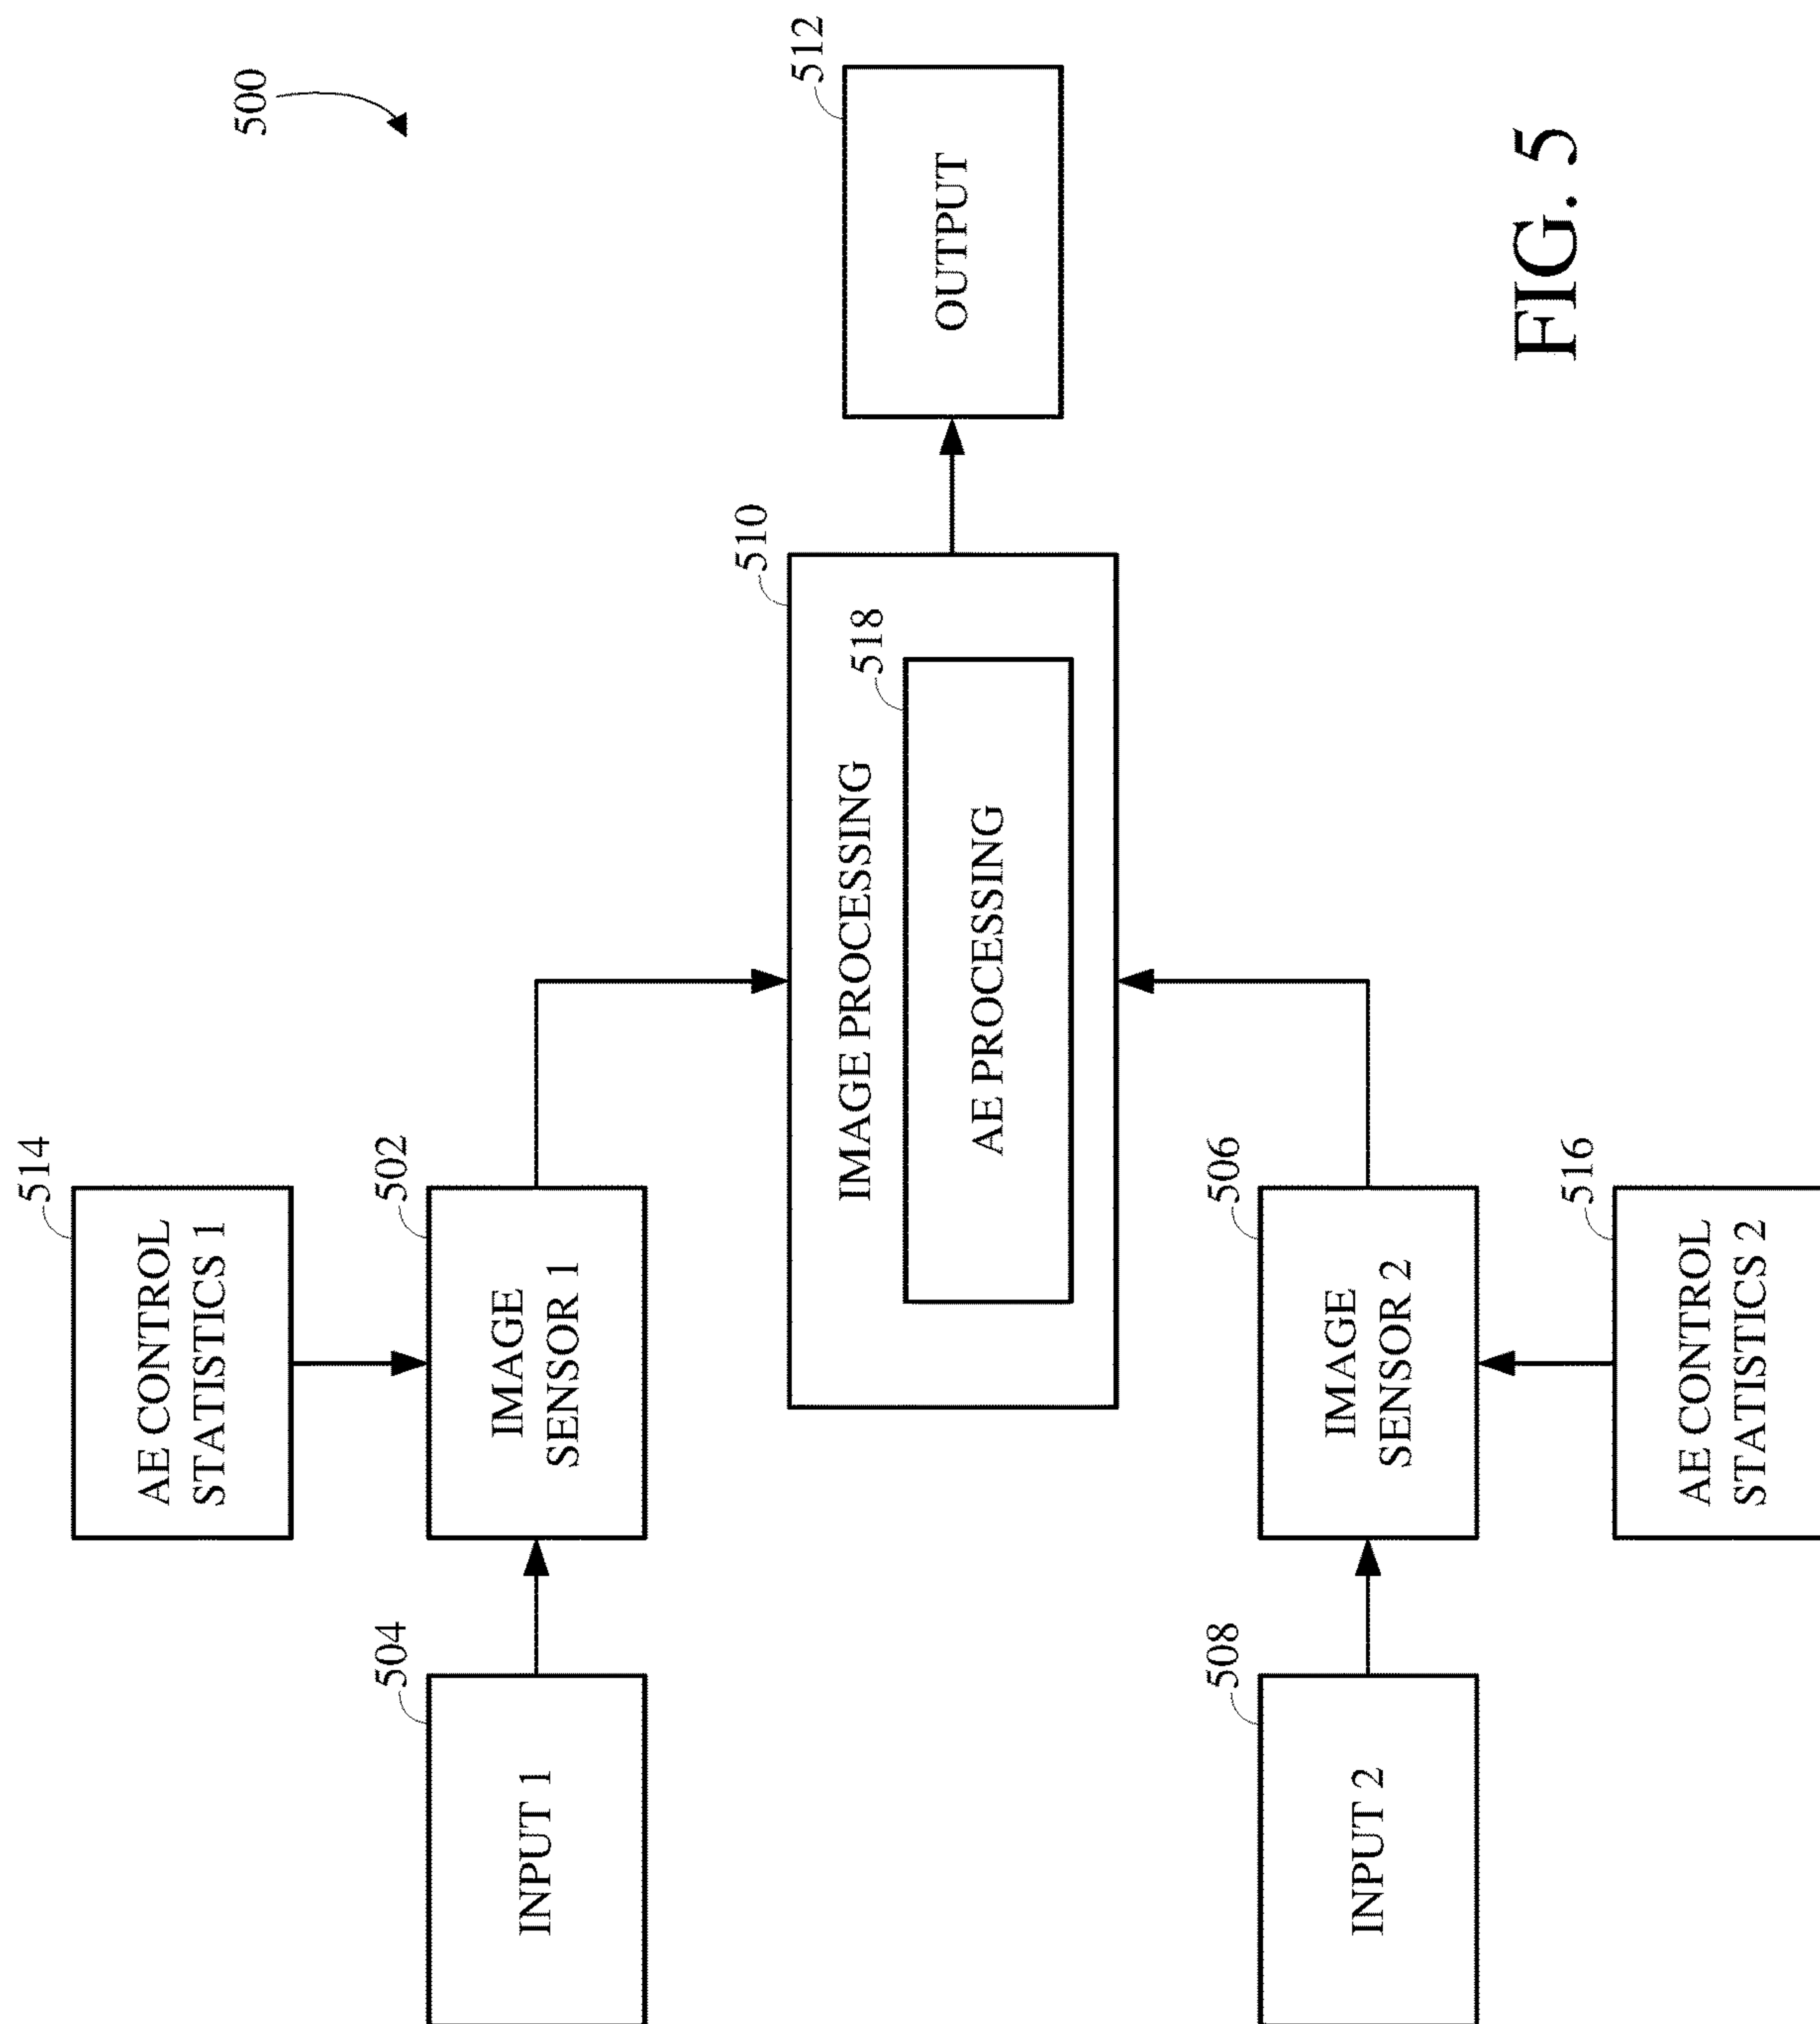 500
514
AE CONTROL
STATISTICS 1
504
INPUT 1
502
IMAGE
SENSOR 1
510
IMAGE PROCESSING
518
AE PROCESSING
512
OUTPUT
508
INPUT 2
506
IMAGE
SENSOR 2
516
AE CONTROL
STATISTICS 2
FIG. 5